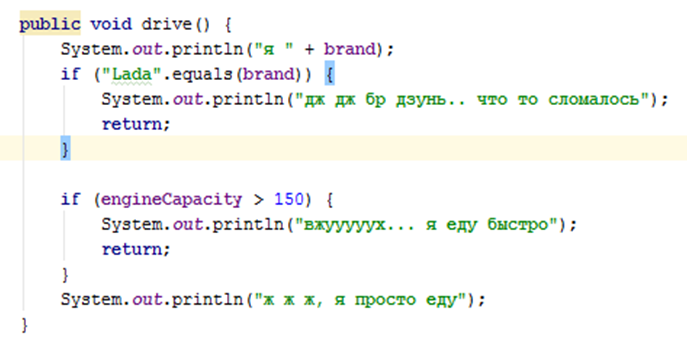 public void drive() {
System.out.println("я " + brand);
if ("Lada".equals(brand)) {
System.out.println("дж дж бр дзунь.. что то сломалось");
return;
}
if (engineCapacity > 150) {
System.out.println("вжууууух... я еду быстро");
return;
}
System.out.println("ж ж ж, я просто еду");
}